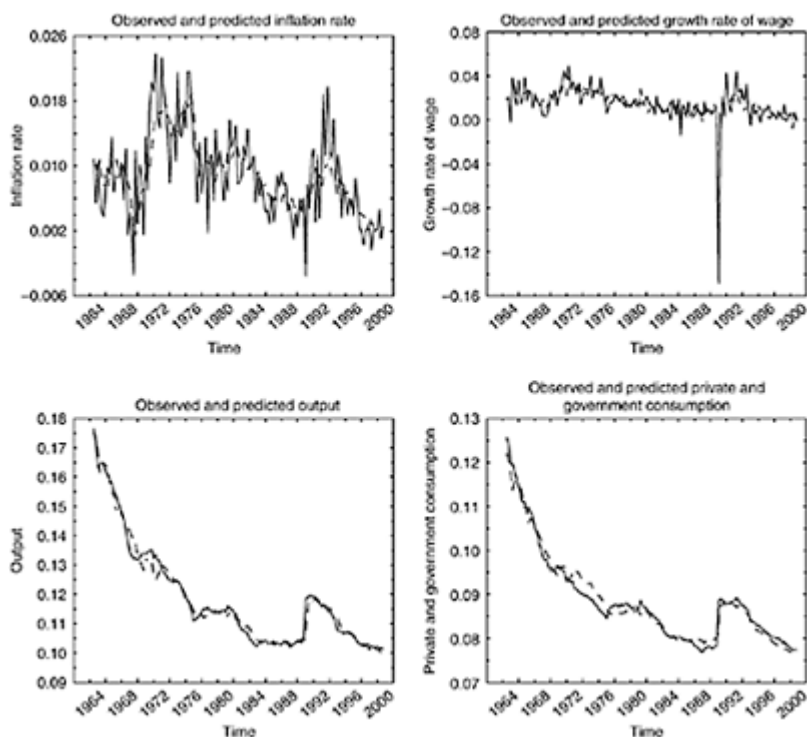 Observed and predicted inflation rate
0.026
0.018
0.010
0.002
−0.006
Inflation rate
1964 1968 1972 1976 1980 1984 1988 1992 1996 2000
Time
Observed and predicted growth rate of wage
0.08
0.04
0.00
−0.04
−0.08
−0.12
−0.16
Growth rate of wage
1964 1968 1972 1976 1980 1984 1988 1992 1996 2000
Time
Observed and predicted output
0.18
0.17
0.16
0.15
0.14
0.13
0.12
0.11
0.10
0.09
Output
1964 1968 1972 1976 1980 1984 1988 1992 1996 2000
Time
Observed and predicted private and
government consumption
0.13
0.12
0.11
0.10
0.09
0.08
0.07
Private and government consumption
1964 1968 1972 1976 1980 1984 1988 1992 1996 2000
Time